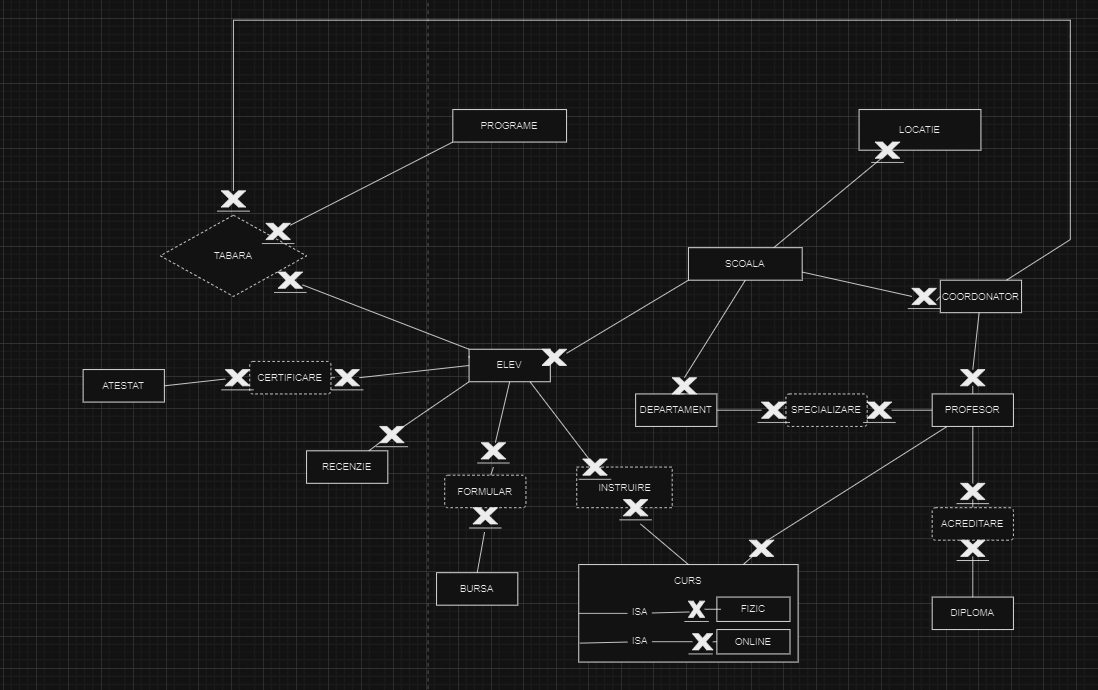 PROGRAME
LOCATIE
TABARA
SCOALA
COORDONATOR
ELEV
ATESTAT
CERTIFICARE
DEPARTAMENT
SPECIALIZARE
PROFESOR
RECENZIE
FORMULAR
INSTRUIRE
ACREDITARE
BURSA
CURS
ISA
FIZIC
ISA
ONLINE
DIPLOMA